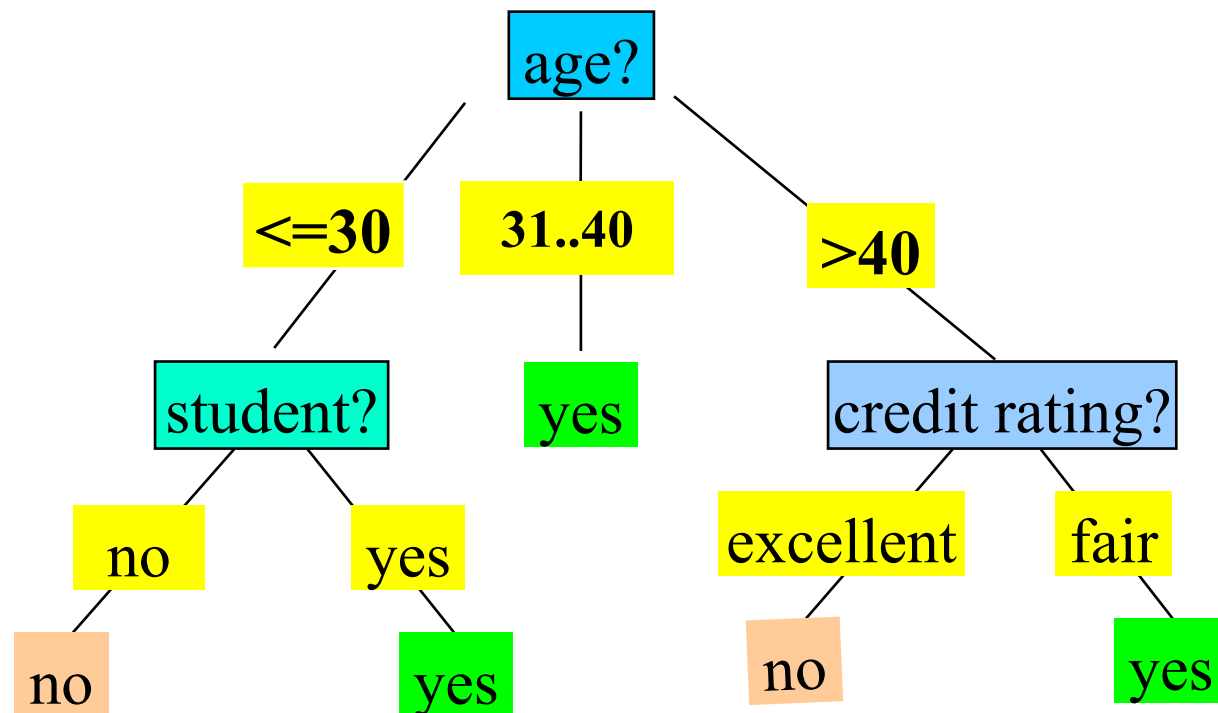 age?
<=30
31..40
>40
student?
yes
credit rating?
no
yes
excellent
fair
no
yes
no
yes